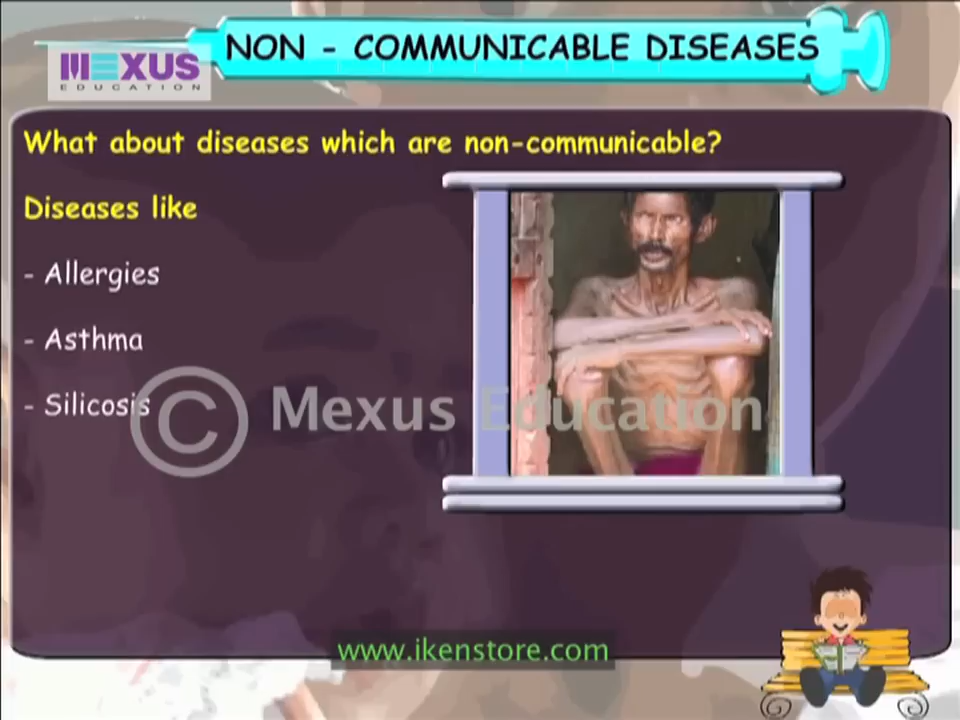 NON - COMMUNICABLE DISEASES
MEXUS
EDUCATION
What about diseases which are non-communicable?
Diseases like
- Allergies
- Asthma
- Silicosis
© Mexus Education
www.ikenstore.com